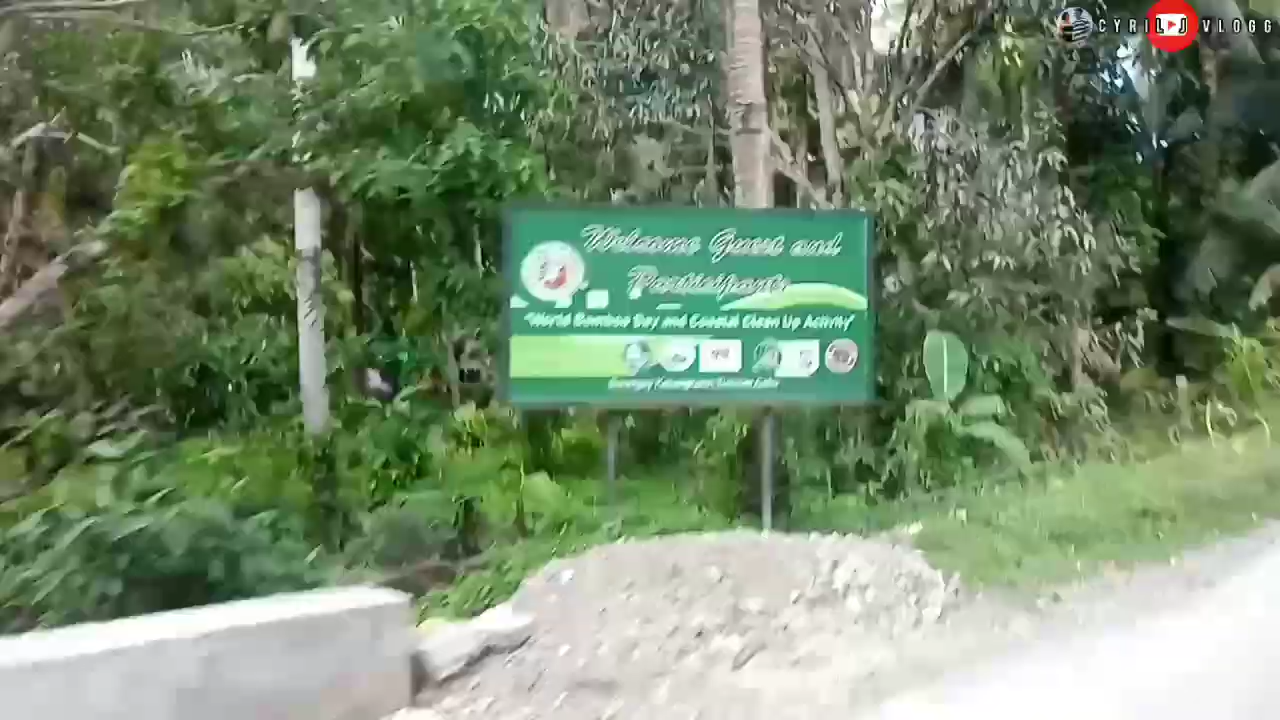 CYRIL J VLOGG
Welcome Guest and
Participants
"World Bamboo Day and Coastal Clean Up Activity"